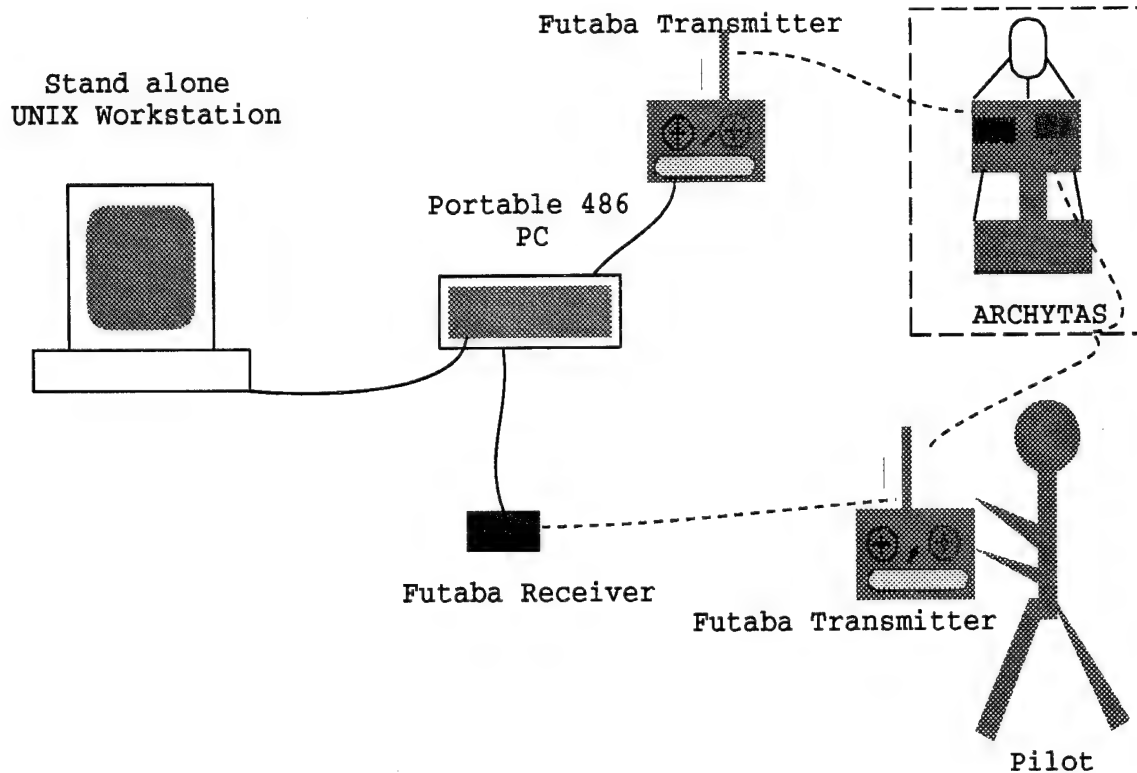 Futaba Transmitter
Stand alone
UNIX Workstation
Portable 486
PC
ARCHYTAS
Futaba Receiver
Futaba Transmitter
Pilot